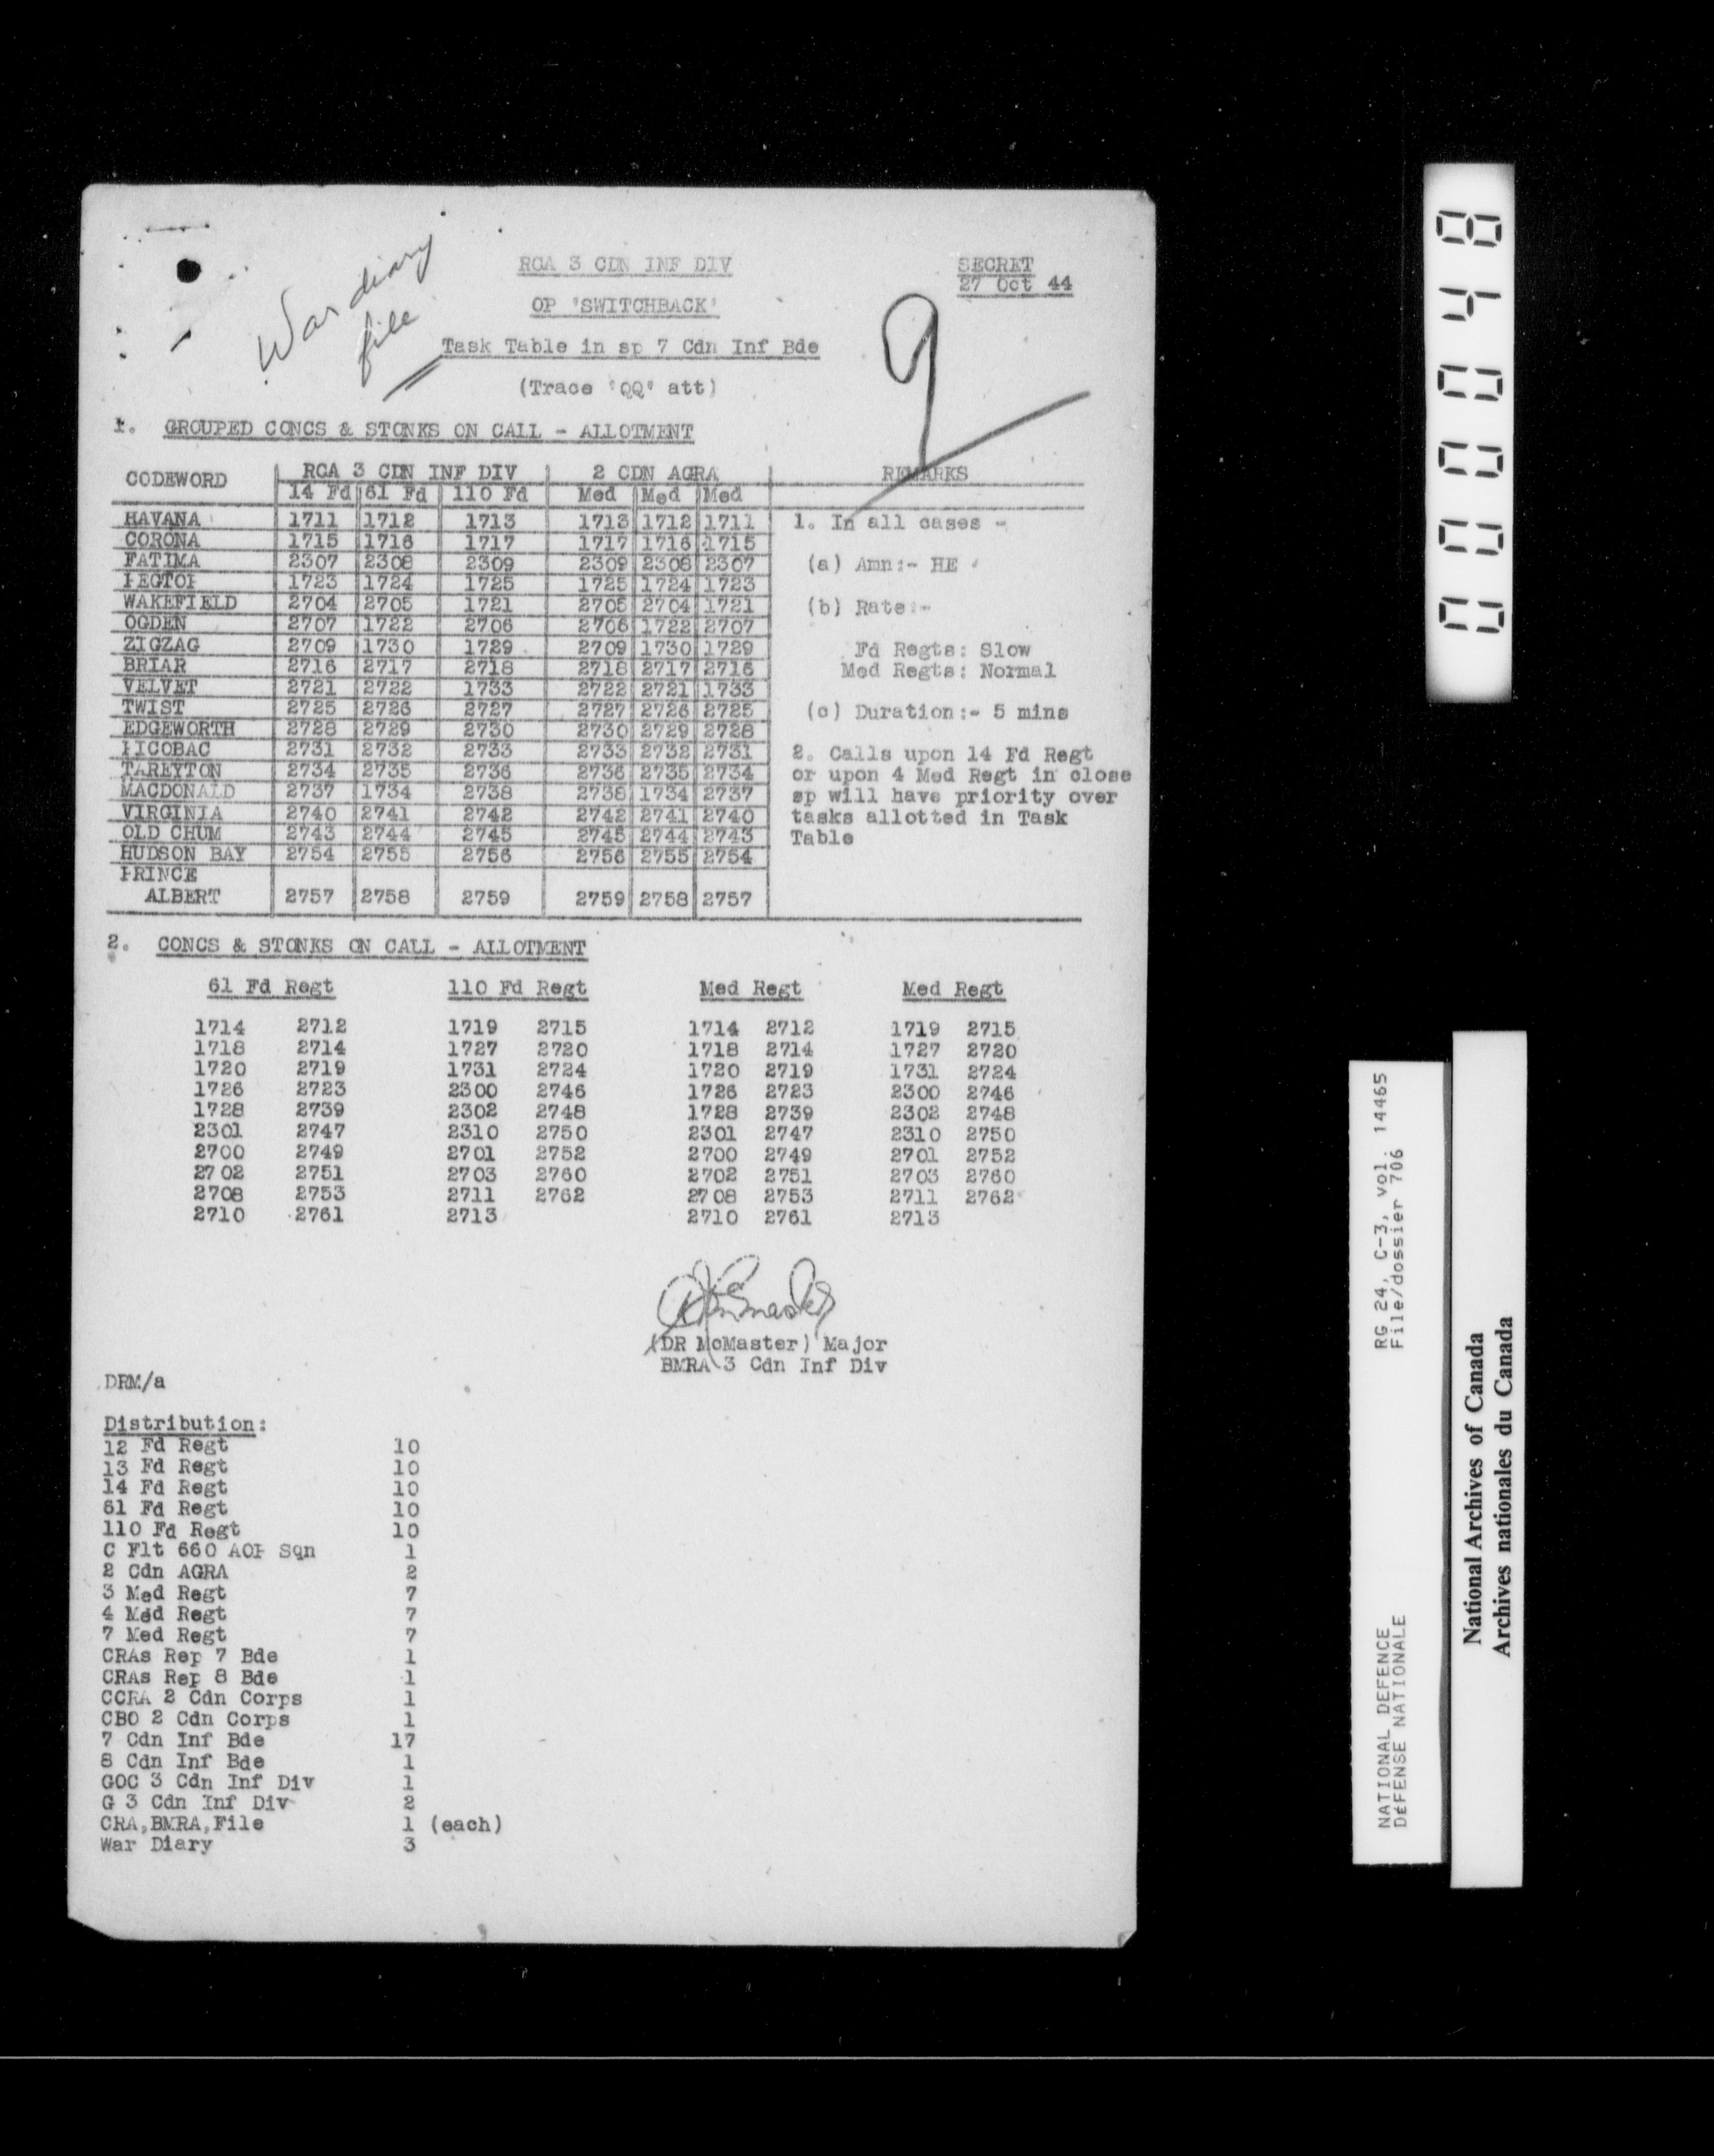 War diary
file
RCA 3 CDN INF DIV
SECRET
27 Oct 44
OP 'SWITCHBACK'
9
Task Table in sp 7 Cdn Inf Bde
(Trace 'QQ' att)
1. GROUPED CONCS & STONKS ON CALL - ALLOTMENT
CODEWORD RCA 3 CDN INF DIV 2 CDN AGRA REMARKS
14 Fd 61 Fd 110 Fd Med Med Med
HAVANA 1711 1712 1713 1713 1712 1711
CORONA 1715 1716 1717 1717 1716 1715
FATIMA 2307 2308 2309 2309 2308 2307
PEGTOP 1723 1724 1725 1725 1724 1723
WAKEFIELD 2704 2705 1721 2705 2704 1721
OGDEN 2707 1722 2706 2706 1722 2707
ZIGZAG 2709 1730 1729 2709 1730 1729
BRIAR 2716 2717 2718 2718 2717 2716
VELVET 2721 2722 1733 2722 2721 1733
TWIST 2725 2726 2727 2727 2726 2725
EDGEWORTH 2728 2729 2730 2730 2729 2728
PICOBAC 2731 2732 2733 2733 2732 2731
TAREYTON 2734 2735 2736 2736 2735 2734
MACDONALD 2737 1734 2738 2738 1734 2737
VIRGINIA 2740 2741 2742 2742 2741 2740
OLD CHUM 2743 2744 2745 2745 2744 2743
HUDSON BAY 2754 2755 2756 2756 2755 2754
PRINCE
ALBERT 2757 2758 2759 2759 2758 2757
1. In all cases -
(a) Amn:- HE
(b) Rate:-
Fd Regts: Slow
Med Regts: Normal
(c) Duration:- 5 mins
2. Calls upon 14 Fd Regt
or upon 4 Med Regt in close
sp will have priority over
tasks allotted in Task
Table
2. CONCS & STONKS ON CALL - ALLOTMENT
61 Fd Regt 110 Fd Regt Med Regt Med Regt
1714 2712 1719 2715 1714 2712 1719 2715
1718 2714 1727 2720 1718 2714 1727 2720
1720 2719 1731 2724 1720 2719 1731 2724
1726 2723 2300 2746 1726 2723 2300 2746
1728 2739 2302 2748 1728 2739 2302 2748
2301 2747 2310 2750 2301 2747 2310 2750
2700 2749 2701 2752 2700 2749 2701 2752
2702 2751 2703 2760 2702 2751 2703 2760
2708 2753 2711 2762 2708 2753 2711 2762
2710 2761 2713 2710 2761 2713
(DR McMaster) Major
BMRA 3 Cdn Inf Div
DRM/a
Distribution:
12 Fd Regt 10
13 Fd Regt 10
14 Fd Regt 10
61 Fd Regt 10
110 Fd Regt 10
C Flt 660 AOP Sqn 1
2 Cdn AGRA 2
3 Med Regt 7
4 Med Regt 7
7 Med Regt 7
CRAs Rep 7 Bde 1
CRAs Rep 8 Bde 1
CCRA 2 Cdn Corps 1
CBO 2 Cdn Corps 1
7 Cdn Inf Bde 17
8 Cdn Inf Bde 1
GOC 3 Cdn Inf Div 1
G 3 Cdn Inf Div 2
CRA,BMRA,File 1 (each)
War Diary 3
000048
NATIONAL DEFENCE RG 24, C-3, vol. 14465
DÉFENSE NATIONALE File/dossier 706
National Archives of Canada
Archives nationales du Canada